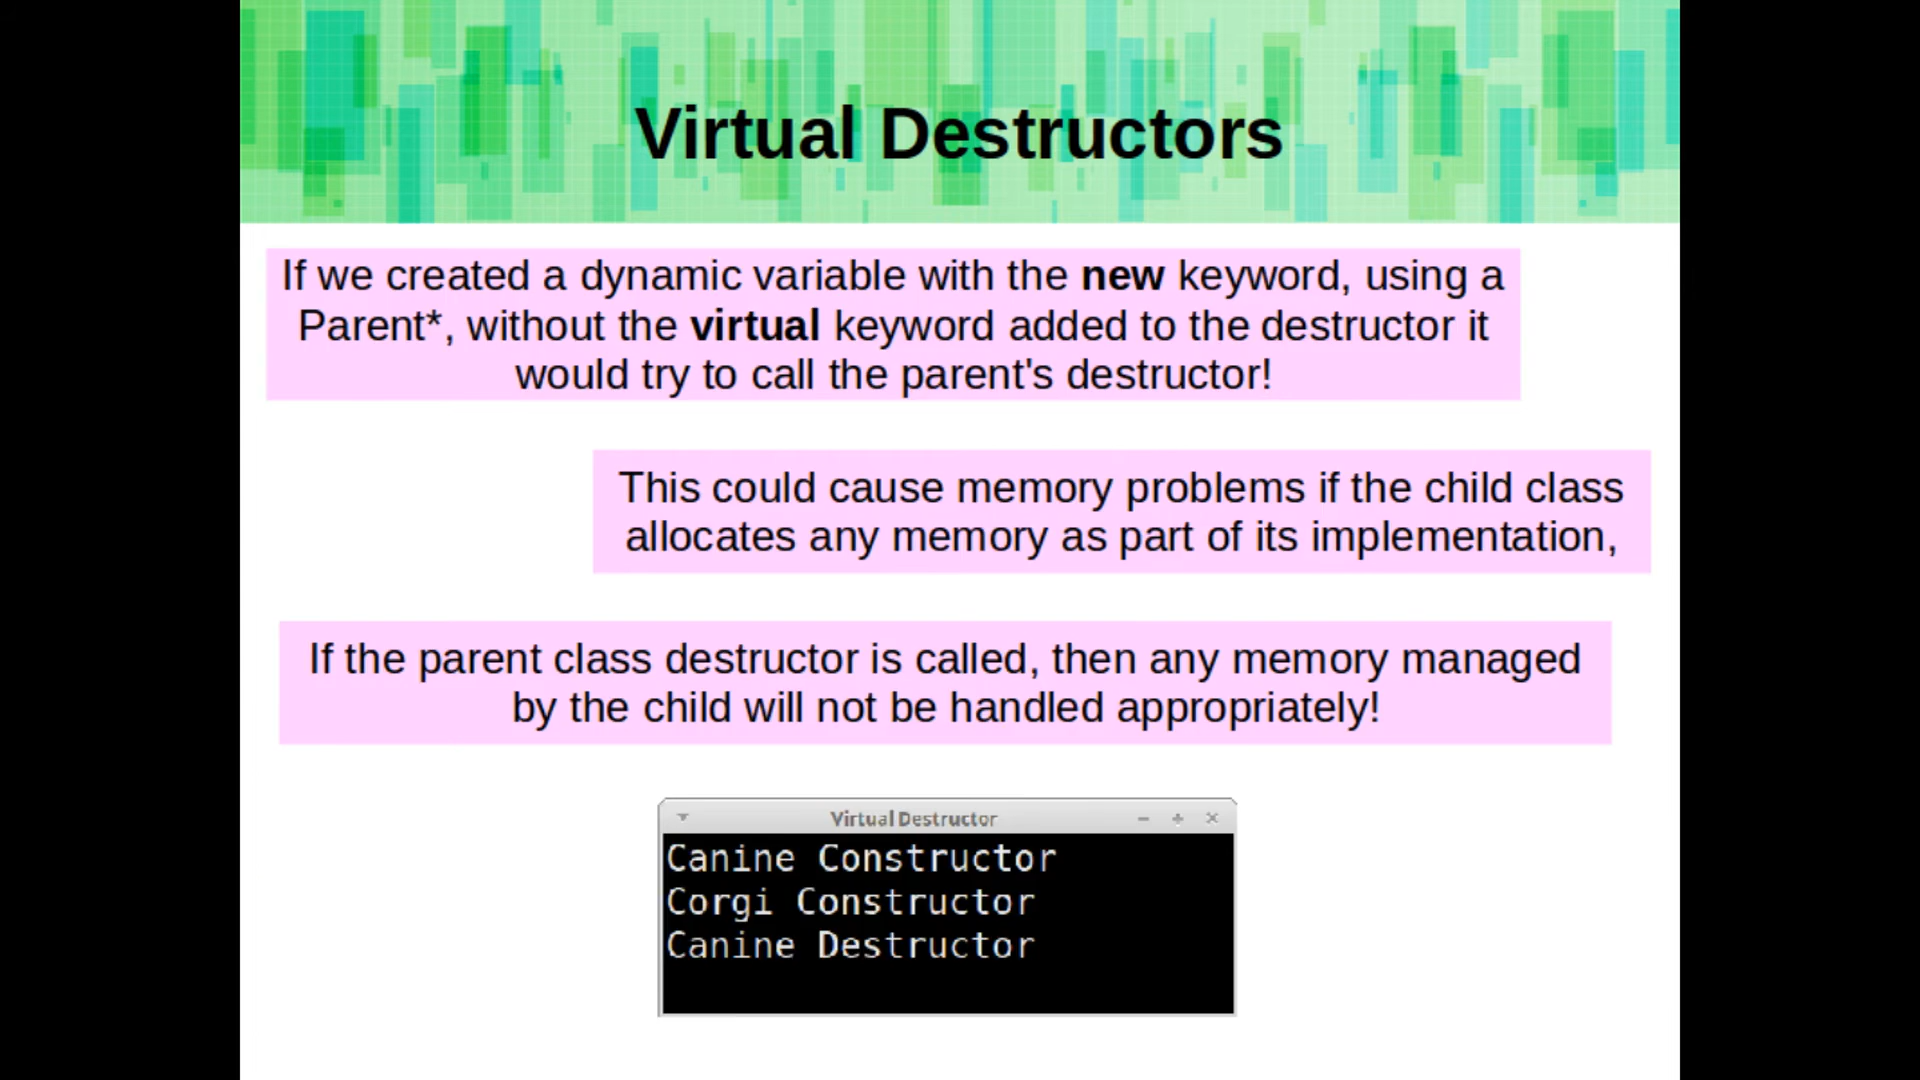 Virtual Destructors
If we created a dynamic variable with the new keyword, using a
Parent*, without the virtual keyword added to the destructor it
would try to call the parent's destructor!
This could cause memory problems if the child class
allocates any memory as part of its implementation,
If the parent class destructor is called, then any memory managed
by the child will not be handled appropriately!
Virtual Destructor
Canine Constructor
Corgi Constructor
Canine Destructor